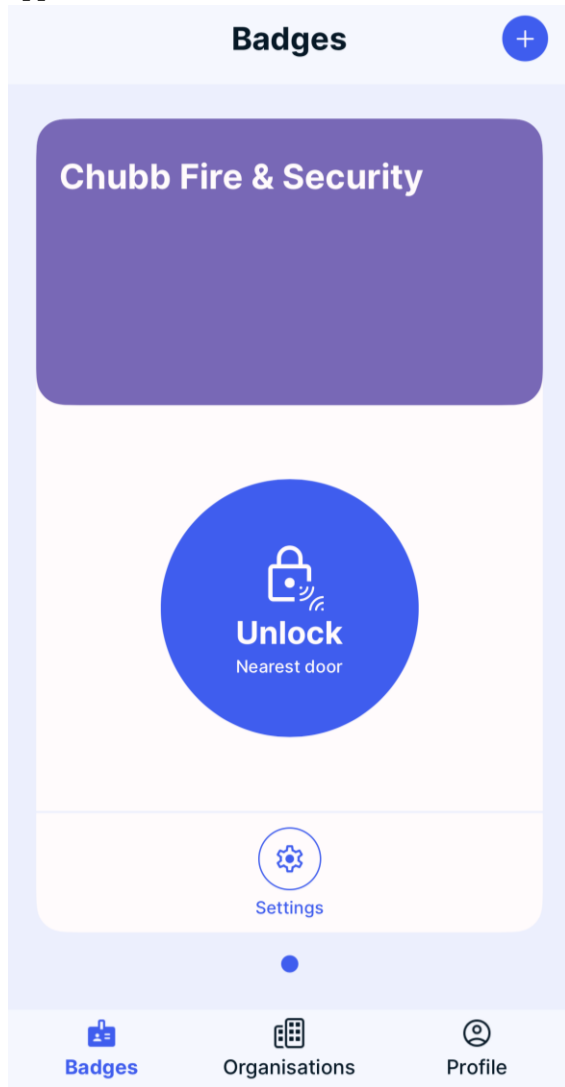 Badges
Chubb Fire & Security
Unlock
Nearest door
Settings
Badges
Organisations
Profile